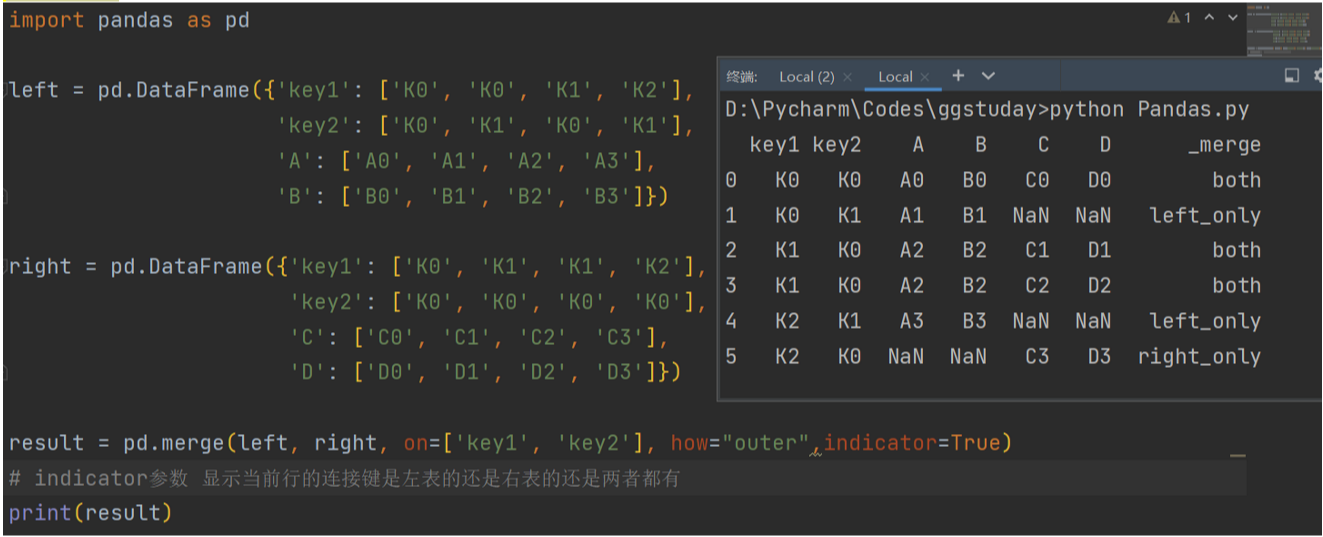 import pandas as pd
left = pd.DataFrame({'key1': ['K0', 'K0', 'K1', 'K2'],
'key2': ['K0', 'K1', 'K0', 'K1'],
'A': ['A0', 'A1', 'A2', 'A3'],
'B': ['B0', 'B1', 'B2', 'B3']})
right = pd.DataFrame({'key1': ['K0', 'K1', 'K1', 'K2'],
'key2': ['K0', 'K0', 'K0', 'K0'],
'C': ['C0', 'C1', 'C2', 'C3'],
'D': ['D0', 'D1', 'D2', 'D3']})
result = pd.merge(left, right, on=['key1', 'key2'], how="outer",indicator=True)
# indicator参数 显示当前行的连接键是左表的还是右表的还是两者都有
print(result)
1
终端: Local (2) × Local × +
D:\Pycharm\Codes\ggstuday>python Pandas.py
key1 key2 A B C D _merge
0 K0 K0 A0 B0 C0 D0 both
1 K0 K1 A1 B1 NaN NaN left_only
2 K1 K0 A2 B2 C1 D1 both
3 K1 K0 A2 B2 C2 D2 both
4 K2 K1 A3 B3 NaN NaN left_only
5 K2 K0 NaN NaN C3 D3 right_only